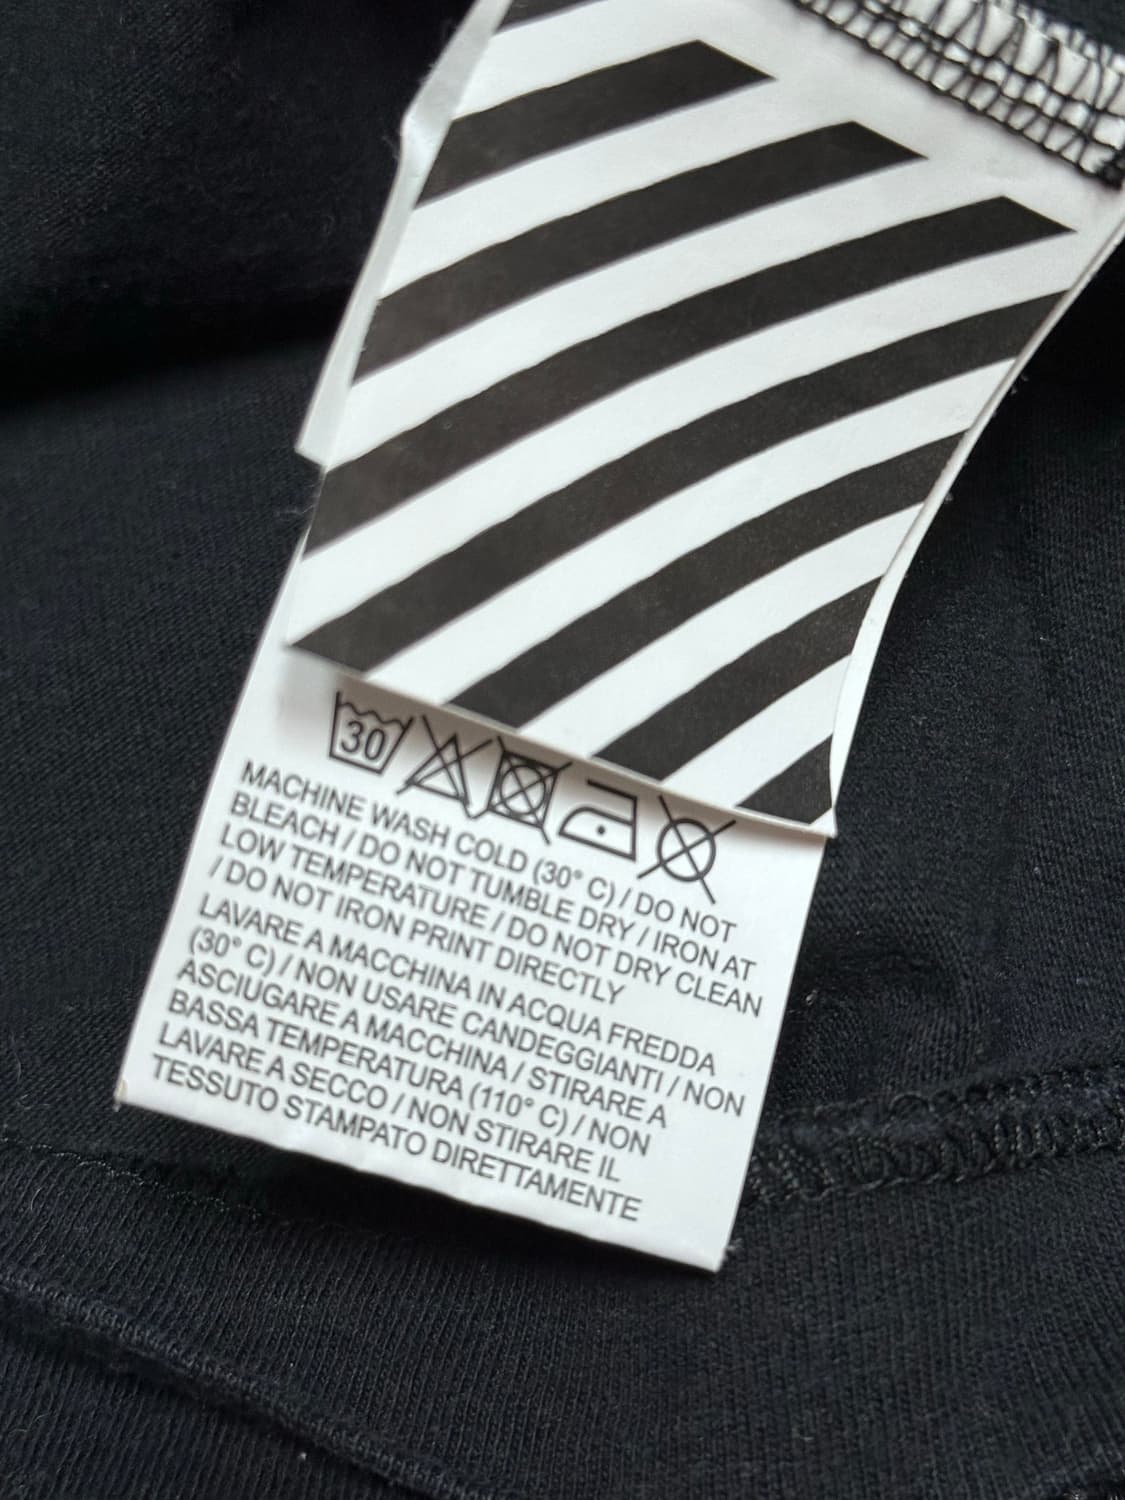 30
MACHINE WASH COLD (30° C) / DO NOT
BLEACH / DO NOT TUMBLE DRY / IRON AT
LOW TEMPERATURE / DO NOT DRY CLEAN
/ DO NOT IRON PRINT DIRECTLY
LAVARE A MACCHINA IN ACQUA FREDDA
(30° C) / NON USARE CANDEGGIANTI / NON
ASCIUGARE A MACCHINA / STIRARE A
BASSA TEMPERATURA (110° C) / NON
LAVARE A SECCO / NON STIRARE IL
TESSUTO STAMPATO DIRETTAMENTE